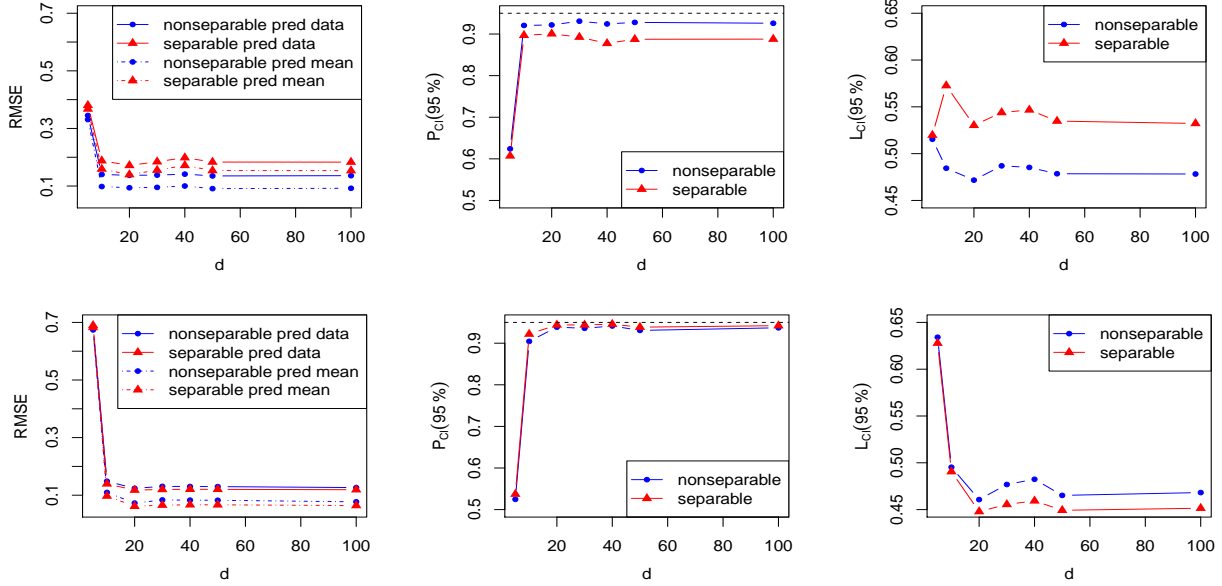 RMSE
0.1 0.3 0.5 0.7
nonseparable pred data
separable pred data
nonseparable pred mean
separable pred mean
20 40 60 80 100
d
P_CI(95 %)
0.5 0.6 0.7 0.8 0.9
nonseparable
separable
20 40 60 80 100
d
L_CI(95 %)
0.45 0.50 0.55 0.60 0.65
nonseparable
separable
20 40 60 80 100
d
RMSE
0.1 0.3 0.5 0.7
nonseparable pred data
separable pred data
nonseparable pred mean
separable pred mean
20 40 60 80 100
d
P_CI(95 %)
0.5 0.6 0.7 0.8 0.9
nonseparable
separable
20 40 60 80 100
d
L_CI(95 %)
0.45 0.50 0.55 0.60 0.65
nonseparable
separable
20 40 60 80 100
d